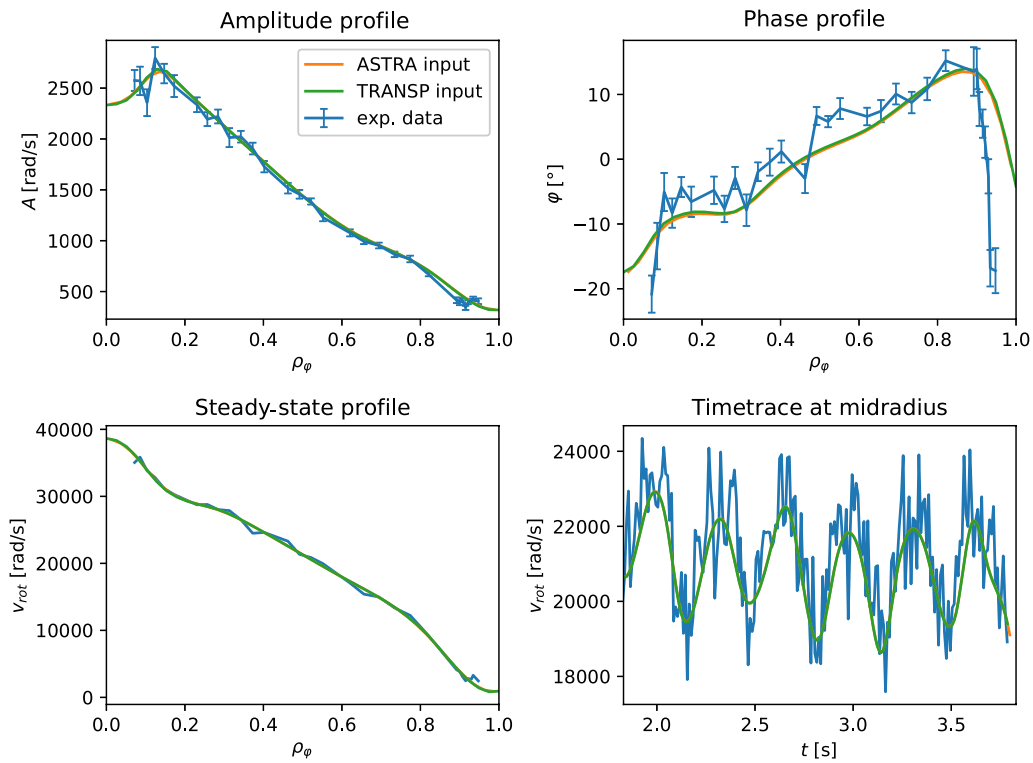 Amplitude profile
A [rad/s]
2500
2000
1500
1000
500
0.0 0.2 0.4 0.6 0.8 1.0
ρφ
ASTRA input
TRANSP input
exp. data
Phase profile
φ [°]
10
0
−10
−20
0.0 0.2 0.4 0.6 0.8 1.0
ρφ
Steady-state profile
vrot [rad/s]
40000
30000
20000
10000
0
0.0 0.2 0.4 0.6 0.8 1.0
ρφ
Timetrace at midradius
vrot [rad/s]
24000
22000
20000
18000
2.0 2.5 3.0 3.5
t [s]